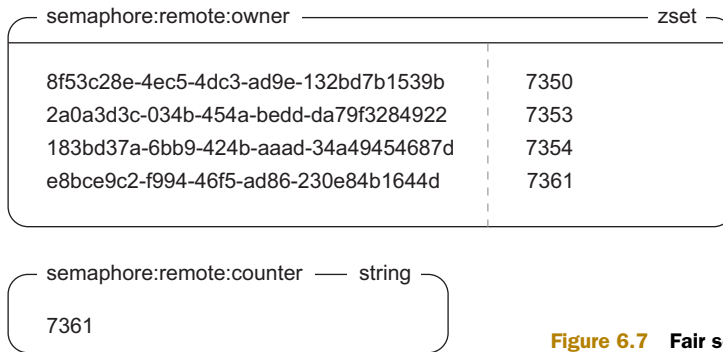 semaphore:remote:owner zset
8f53c28e-4ec5-4dc3-ad9e-132bd7b1539b 7350
2a0a3d3c-034b-454a-bedd-da79f3284922 7353
183bd37a-6bb9-424b-aaad-34a49454687d 7354
e8bce9c2-f994-46f5-ad86-230e84b1644d 7361
semaphore:remote:counter string
7361
Figure 6.7 Fair s